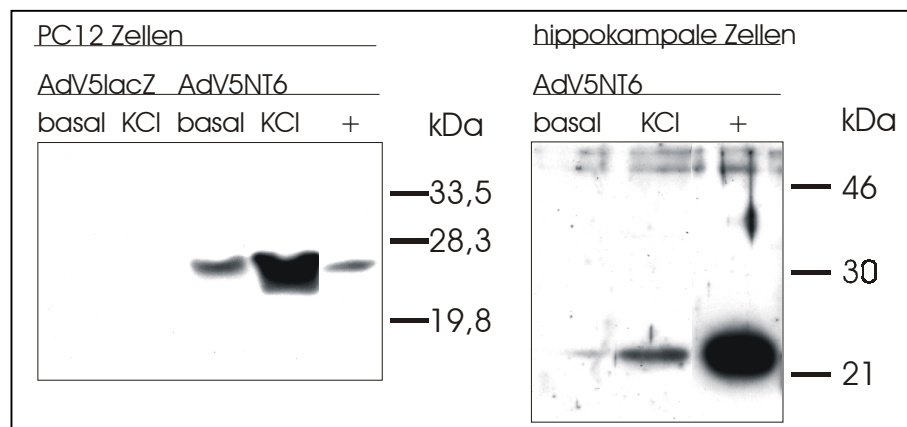 PC12 Zellen
AdV5lacZ AdV5NT6
basal KCl basal KCl + kDa
33,5
28,3
19,8
hippokampale Zellen
AdV5NT6
basal KCl + kDa
46
30
21